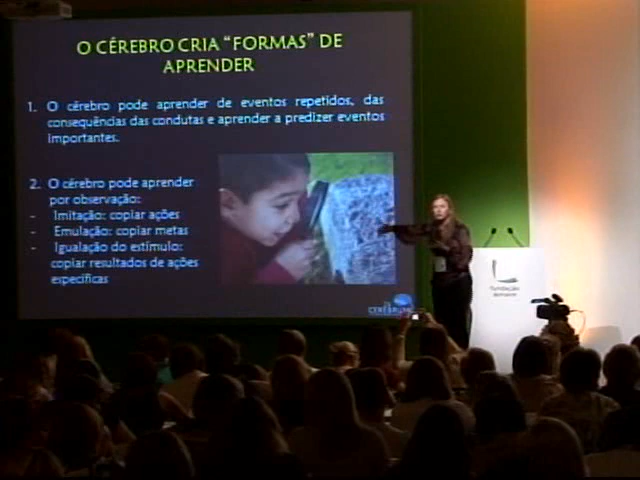 O CÉREBRO CRIA “FORMAS” DE
APRENDER
1. O cérebro pode aprender de eventos repetidos, das
consequências das condutas e aprender a predizer eventos
importantes.
2. O cérebro pode aprender
por observação:
- Imitação: copiar ações
- Emulação: copiar metas
- Igualação do estímulo:
copiar resultados de ações
específicas
fundação